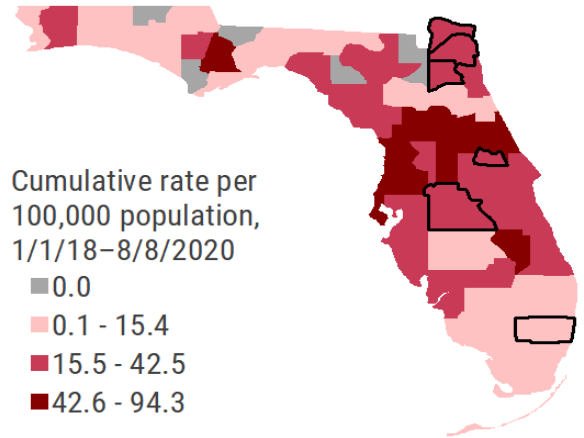 Cumulative rate per
100,000 population,
1/1/18–8/8/2020
0.0
0.1 - 15.4
15.5 - 42.5
42.6 - 94.3